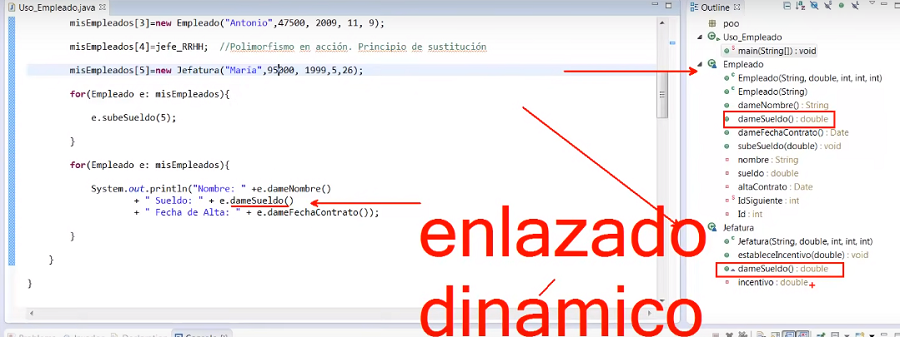 Uso_Empleado.java
misEmpleados[3]=new Empleado("Antonio",47500, 2009, 11, 9);
misEmpleados[4]=jefe_RRHH; //Polimorfismo en acción. Principio de sustitución
misEmpleados[5]=new Jefatura("María",95000, 1999,5,26);
for(Empleado e: misEmpleados){
e.subeSueldo(5);
}
for(Empleado e: misEmpleados){
System.out.println("Nombre: " +e.dameNombre()
+ " Sueldo: " + e.dameSueldo()
+ " Fecha de Alta: " + e.dameFechaContrato());
}
}
}
enlazado
dinámico
Outline
poo
Uso_Empleado
main(String[]) : void
Empleado
Empleado(String, double, int, int, int)
Empleado(String)
dameNombre() : String
dameSueldo() : double
dameFechaContrato() : Date
subeSueldo(double) : void
nombre : String
sueldo : double
altaContrato : Date
IdSiguiente : int
Id : int
Jefatura
Jefatura(String, double, int, int, int)
estableceIncentivo(double) : void
dameSueldo() : double
incentivo : double